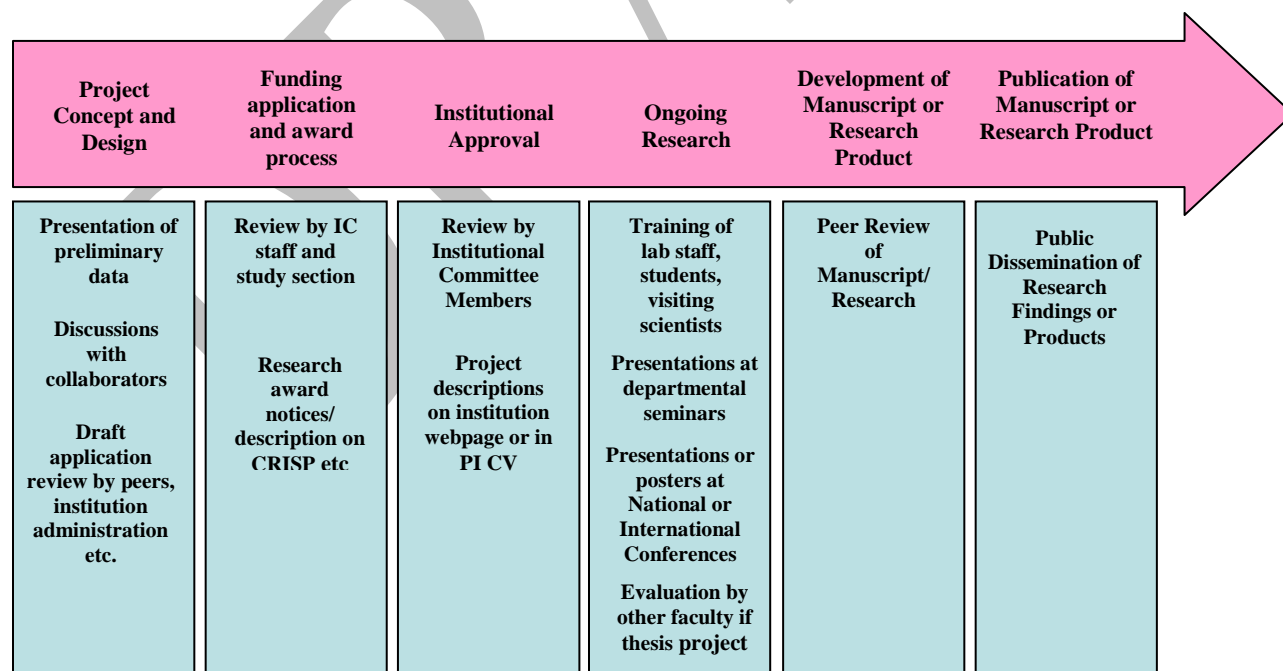 Project
Concept and
Design
Funding
application
and award
process
Institutional
Approval
Ongoing
Research
Development of
Manuscript or
Research
Product
Publication of
Manuscript or
Research Product
Presentation of
preliminary
data
Discussions
with
collaborators
Draft
application
review by peers,
institution
administration
etc.
Review by IC
staff and
study section
Research
award
notices/
description on
CRISP etc
Review by
Institutional
Committee
Members
Project
descriptions
on institution
webpage or in
PI CV
Training of
lab staff,
students,
visiting
scientists
Presentations at
departmental
seminars
Presentations or
posters at
National or
International
Conferences
Evaluation by
other faculty if
thesis project
Peer Review
of
Manuscript/
Research
Public
Dissemination of
Research
Findings or
Products